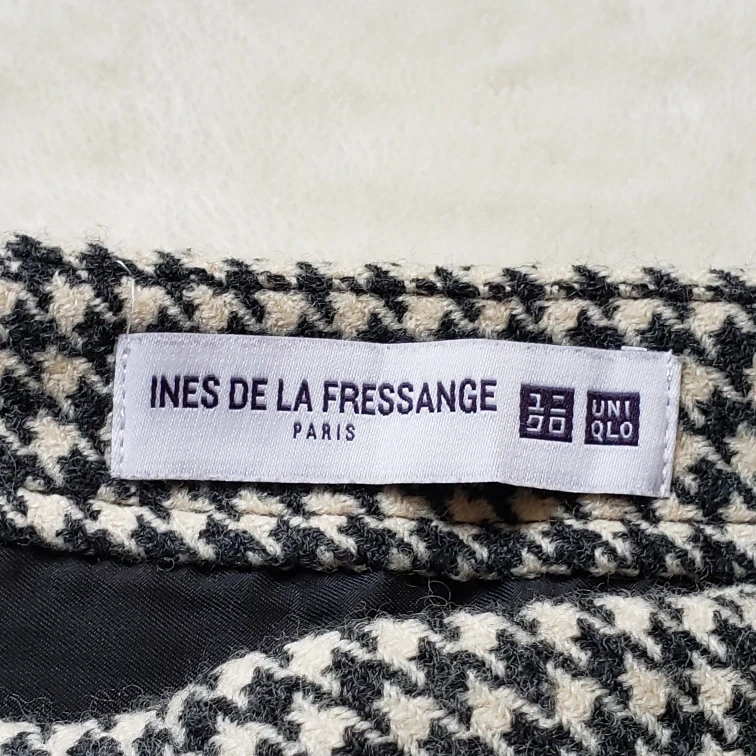 INES DE LA FRESSANGE
PARIS
ユニ
クロ
UNI
QLO